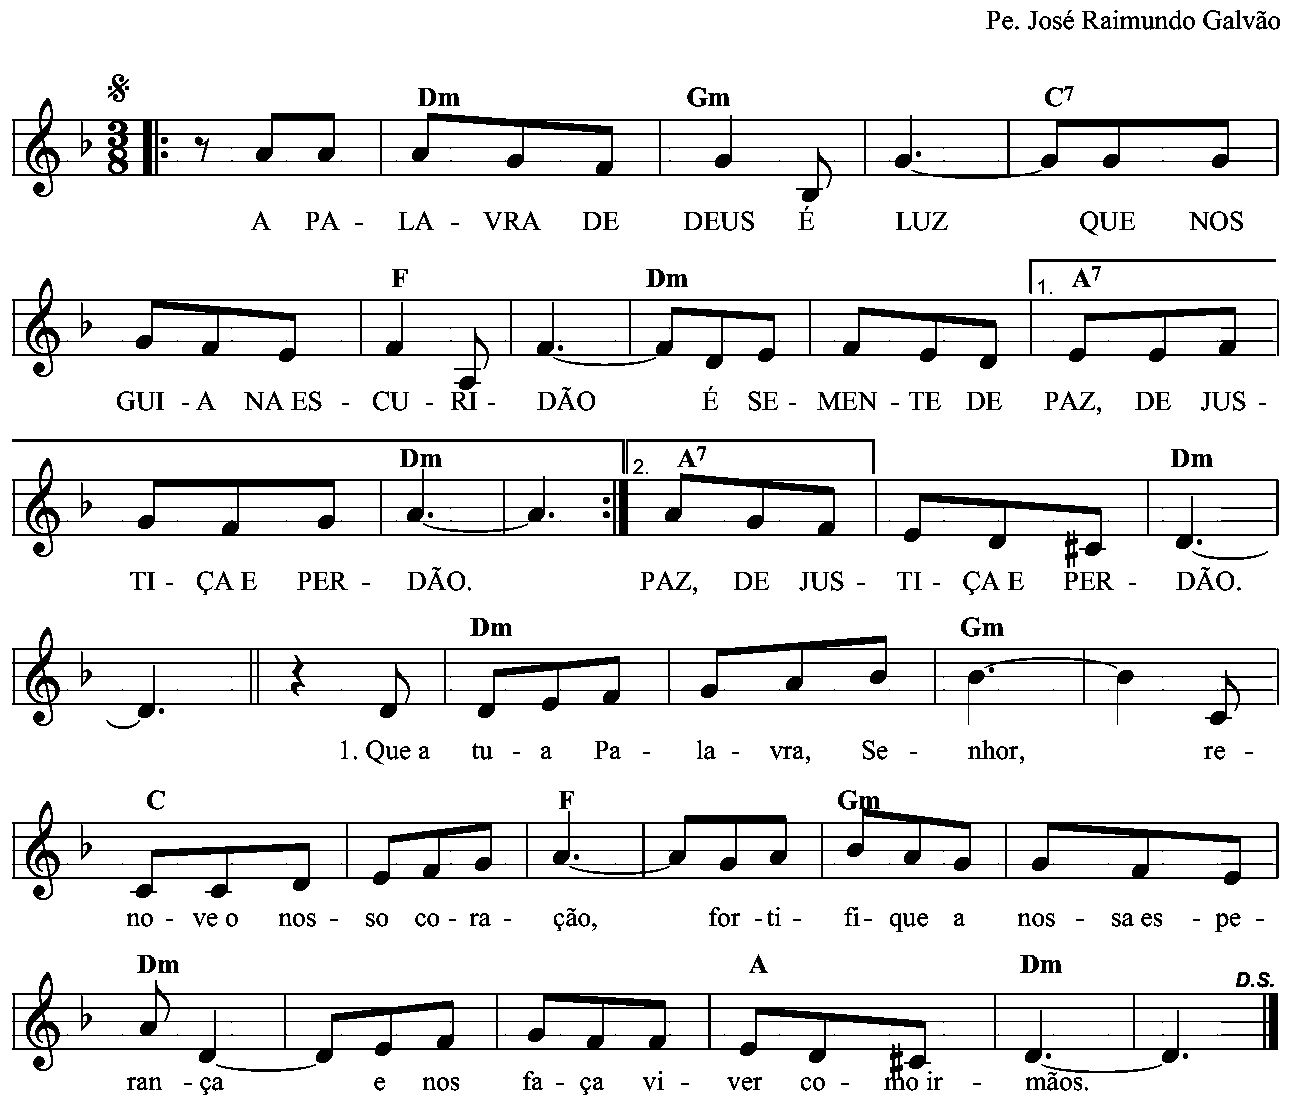 Pe. José Raimundo Galvão
Dm Gm C7
3
8
A PA- LA- VRA DE DEUS É LUZ QUE NOS
F Dm 1. A7
GUI- A NA ES- CU- RI- DÃO É SE- MENTE DE PAZ, DE JUS-
Dm 2. A7 Dm
TI- ÇA E PER- DÃO. PAZ, DE JUS- TI- ÇA E PER- DÃO.
Dm Gm
1. Que a tu- a Pa- la- vra, Se- nhor, re-
C F Gm
no- ve o nos- so co- ra- ção, for- ti- fi- que a nos- sa es- pe-
Dm A Dm D.S.
ran- ça e nos fa- ça vi- ver co- mo ir- mãos.